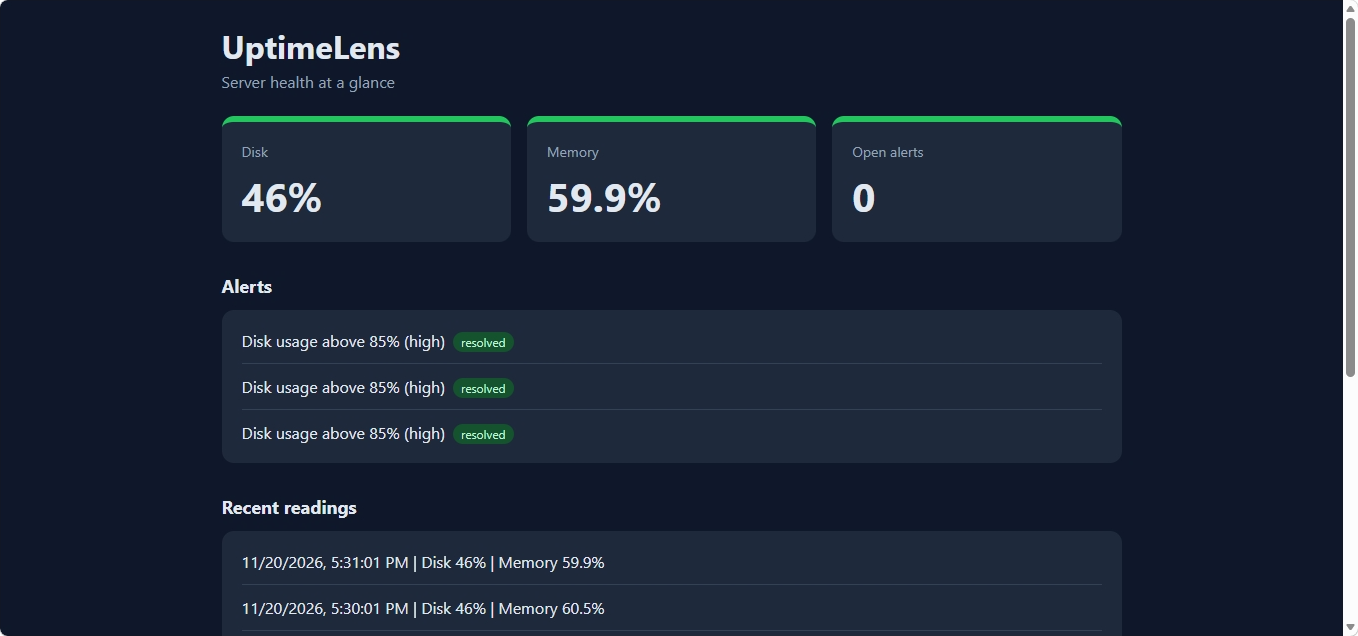 UptimeLens
Server health at a glance
Disk
46%
Memory
59.9%
Open alerts
0
Alerts
Disk usage above 85% (high) resolved
Disk usage above 85% (high) resolved
Disk usage above 85% (high) resolved
Recent readings
11/20/2026, 5:31:01 PM | Disk 46% | Memory 59.9%
11/20/2026, 5:30:01 PM | Disk 46% | Memory 60.5%